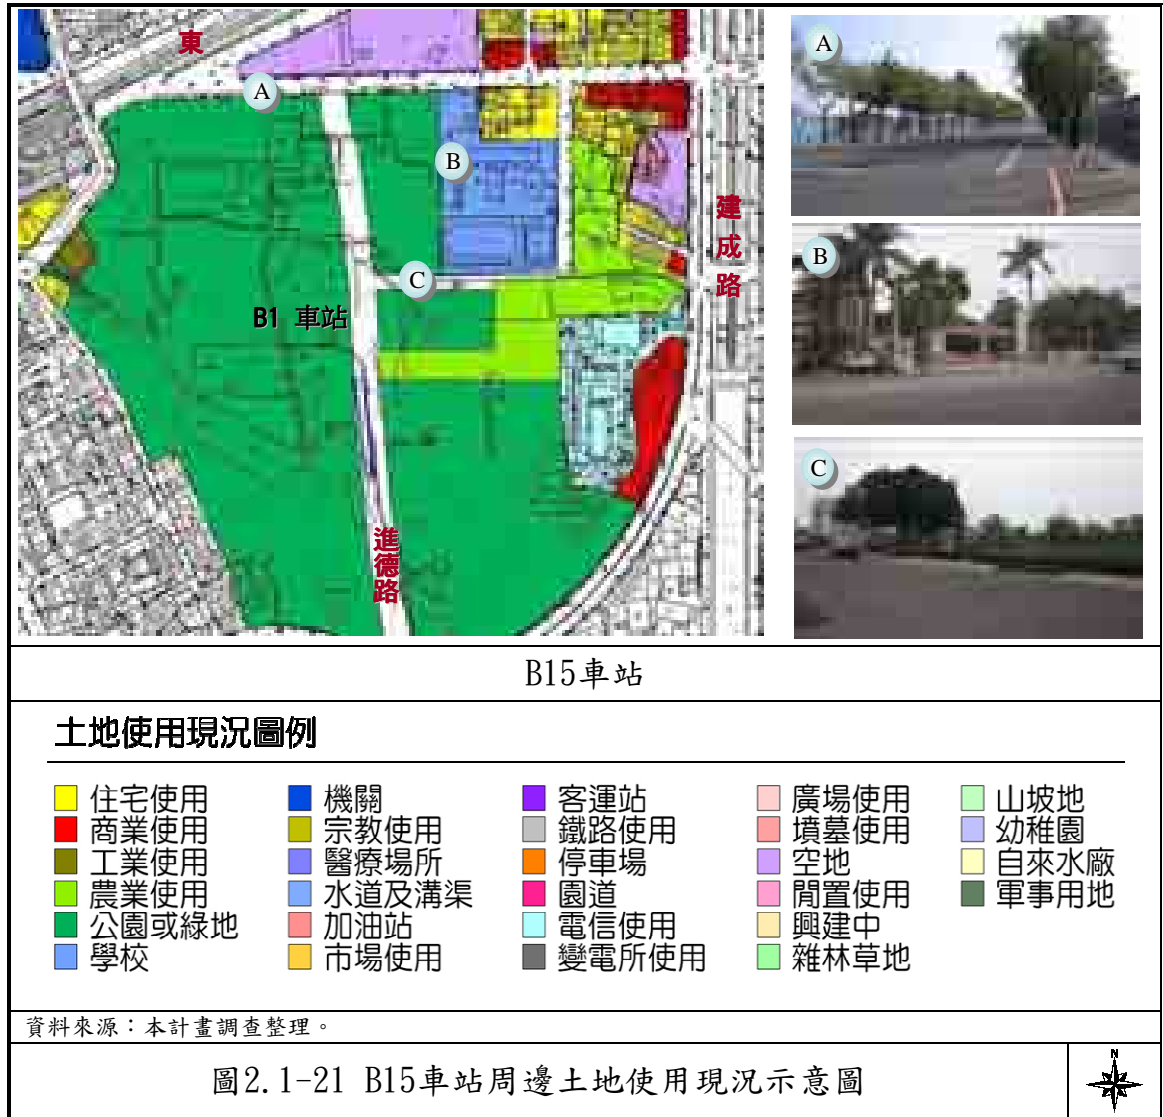 東
A
B
C
建成路
B1 車站
進德路
A
B
C
B15車站
土地使用現況圖例
住宅使用
商業使用
工業使用
農業使用
公園或綠地
學校
機關
宗教使用
醫療場所
水道及溝渠
加油站
市場使用
客運站
鐵路使用
停車場
園道
電信使用
變電所使用
廣場使用
墳墓使用
空地
閒置使用
興建中
雜林草地
山坡地
幼稚園
自來水廠
軍事用地
資料來源：本計畫調查整理。
圖2.1-21 B15車站周邊土地使用現況示意圖
N